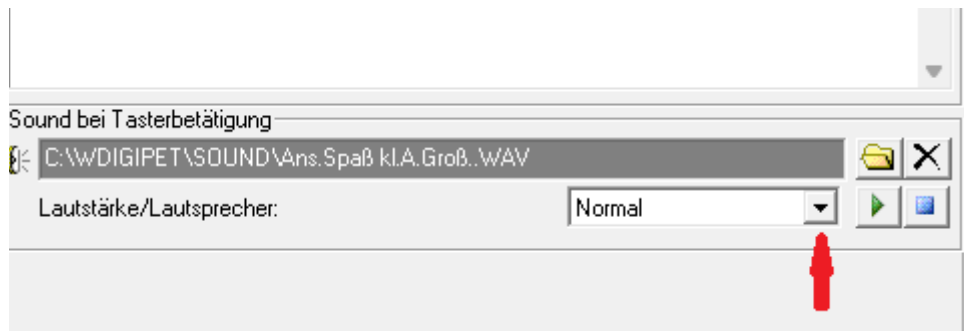 Sound bei Tasterbetätigung
C:\WDIGIPET\SOUND\Ans.Spaß kl.A.Groß..WAV
Lautstärke/Lautsprecher:
Normal